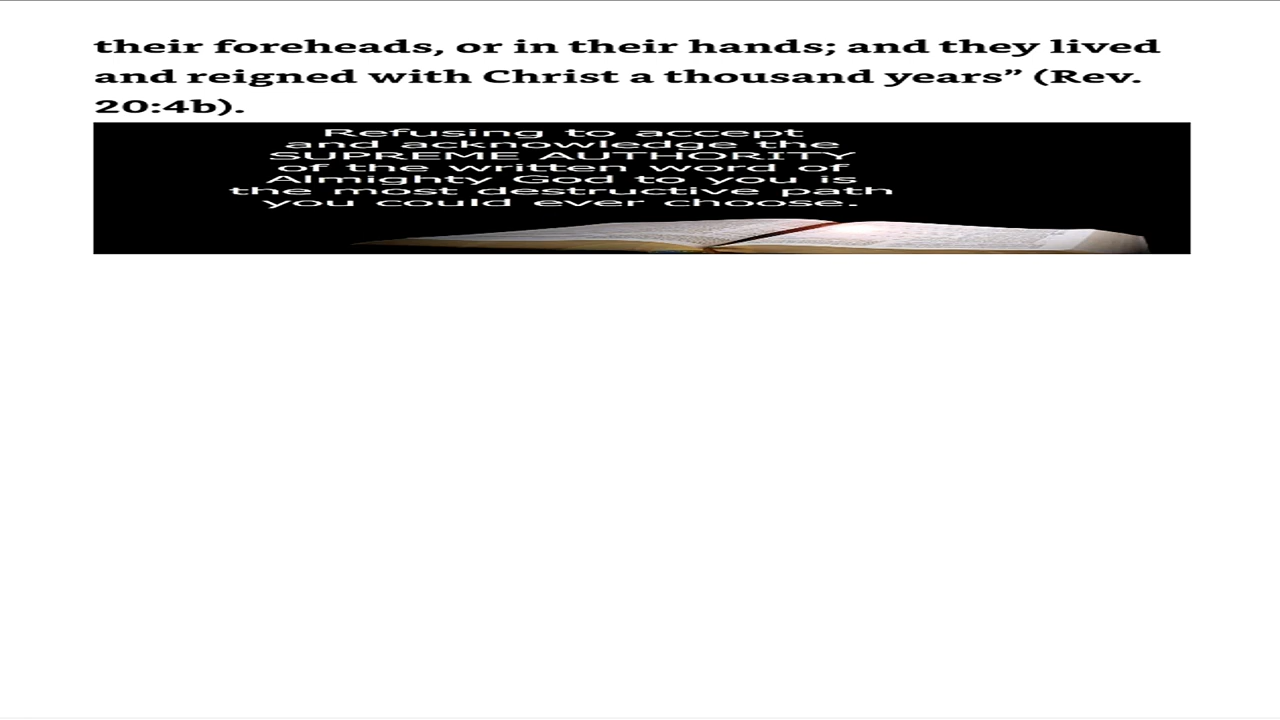 their foreheads, or in their hands; and they lived
and reigned with Christ a thousand years” (Rev.
20:4b).
Refusing to accept
and acknowledge the
SUPREME AUTHORITY
of the written word of
Almighty God to you is
the most destructive path
you could ever choose.